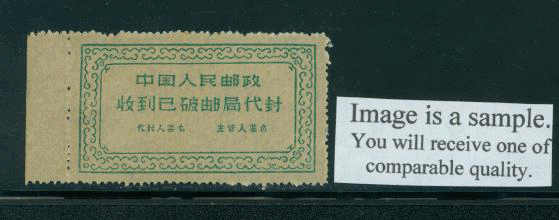 中国人民邮政
收到已破邮局代封
代封人签名 主管人签名
Image is a sample.
You will receive one of
comparable quality.